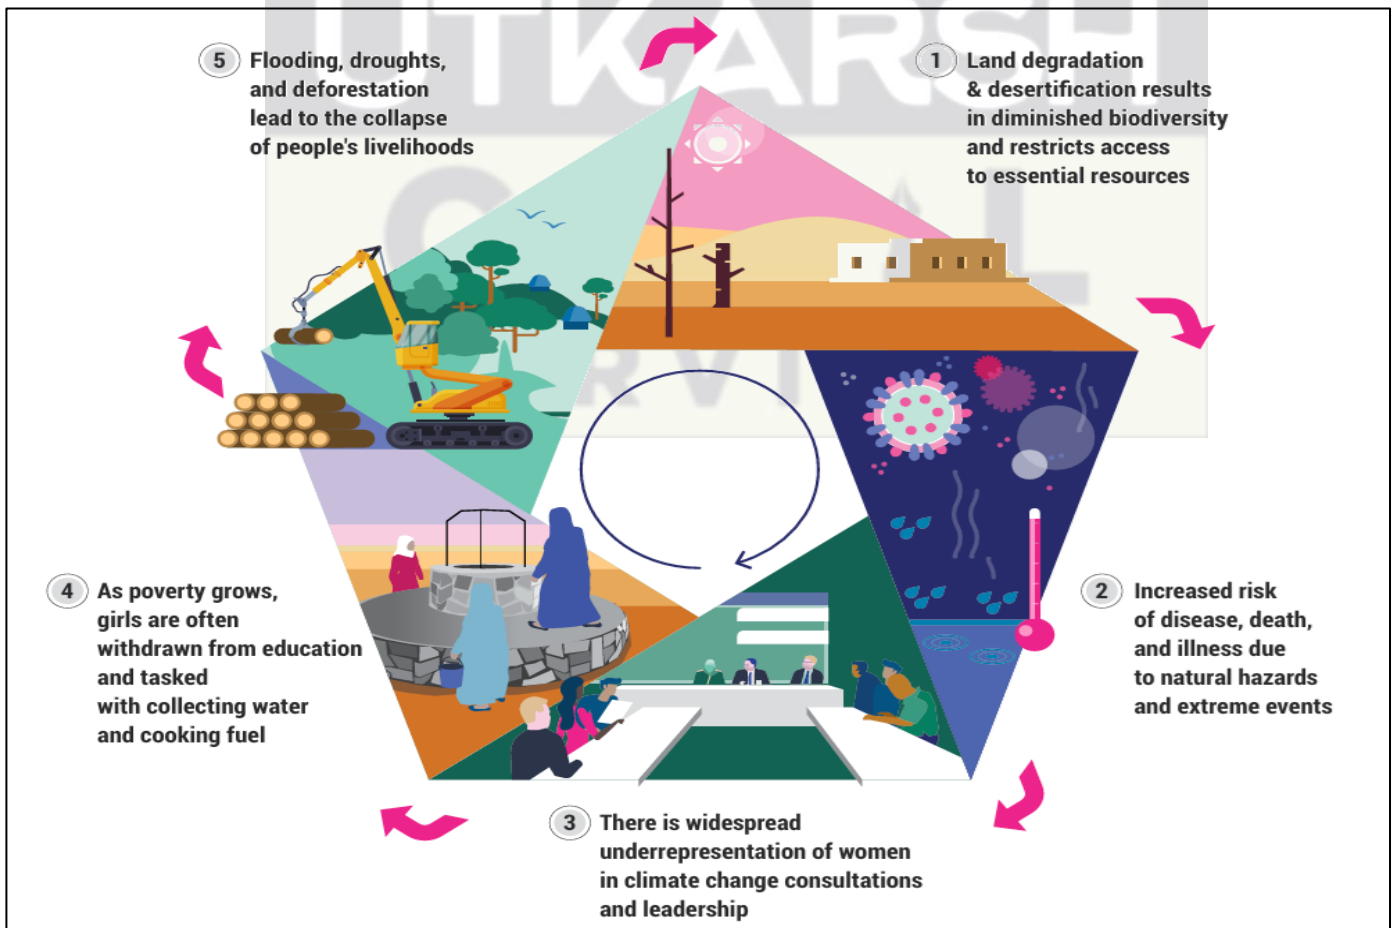 UTKARSH
CIVIL
SERVICES
1 Land degradation
& desertification results
in diminished biodiversity
and restricts access
to essential resources
2 Increased risk
of disease, death,
and illness due
to natural hazards
and extreme events
3 There is widespread
underrepresentation of women
in climate change consultations
and leadership
4 As poverty grows,
girls are often
withdrawn from education
and tasked
with collecting water
and cooking fuel
5 Flooding, droughts,
and deforestation
lead to the collapse
of people's livelihoods